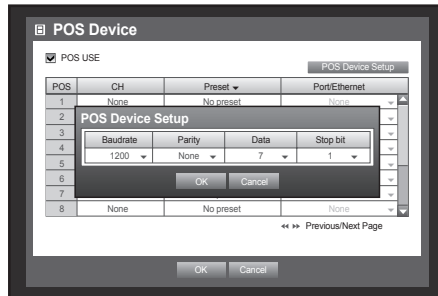 POS Device
POS USE
POS Device Setup
POS CH Preset Port/Ethernet
1 None No preset None
2
POS Device Setup
3
Baudrate Parity Data Stop bit
4
1200 None 7 1
5
6
OK Cancel
7
8 None No preset None
Previous/Next Page
OK Cancel